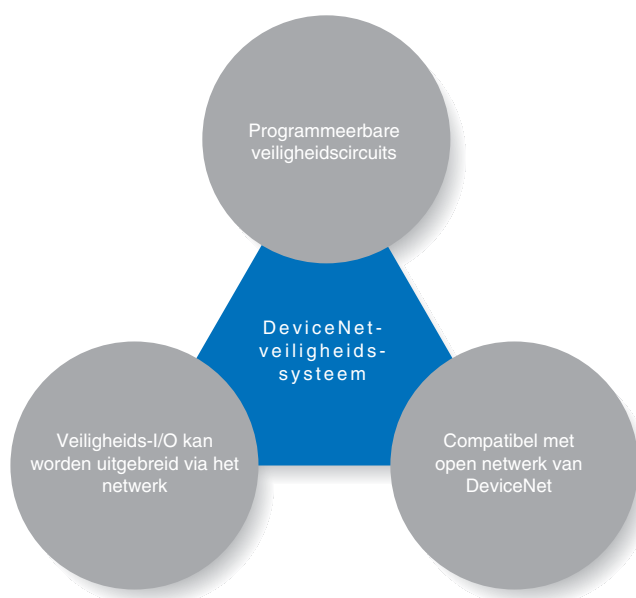 Programmeerbare
veiligheidscircuits
DeviceNet-
veiligheids-
systeem
Veiligheids-I/O kan
worden uitgebreid via het
netwerk
Compatibel met
open netwerk van
DeviceNet